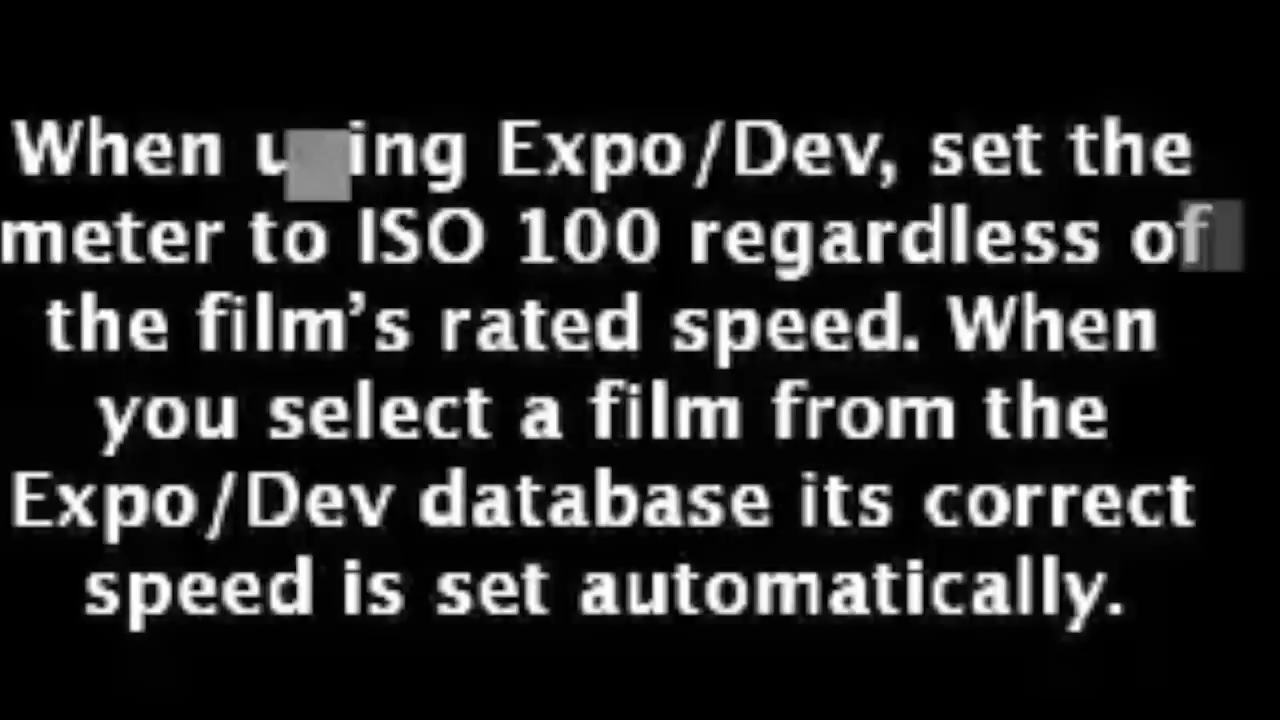 When using Expo/Dev, set the
meter to ISO 100 regardless of
the film’s rated speed. When
you select a film from the
Expo/Dev database its correct
speed is set automatically.